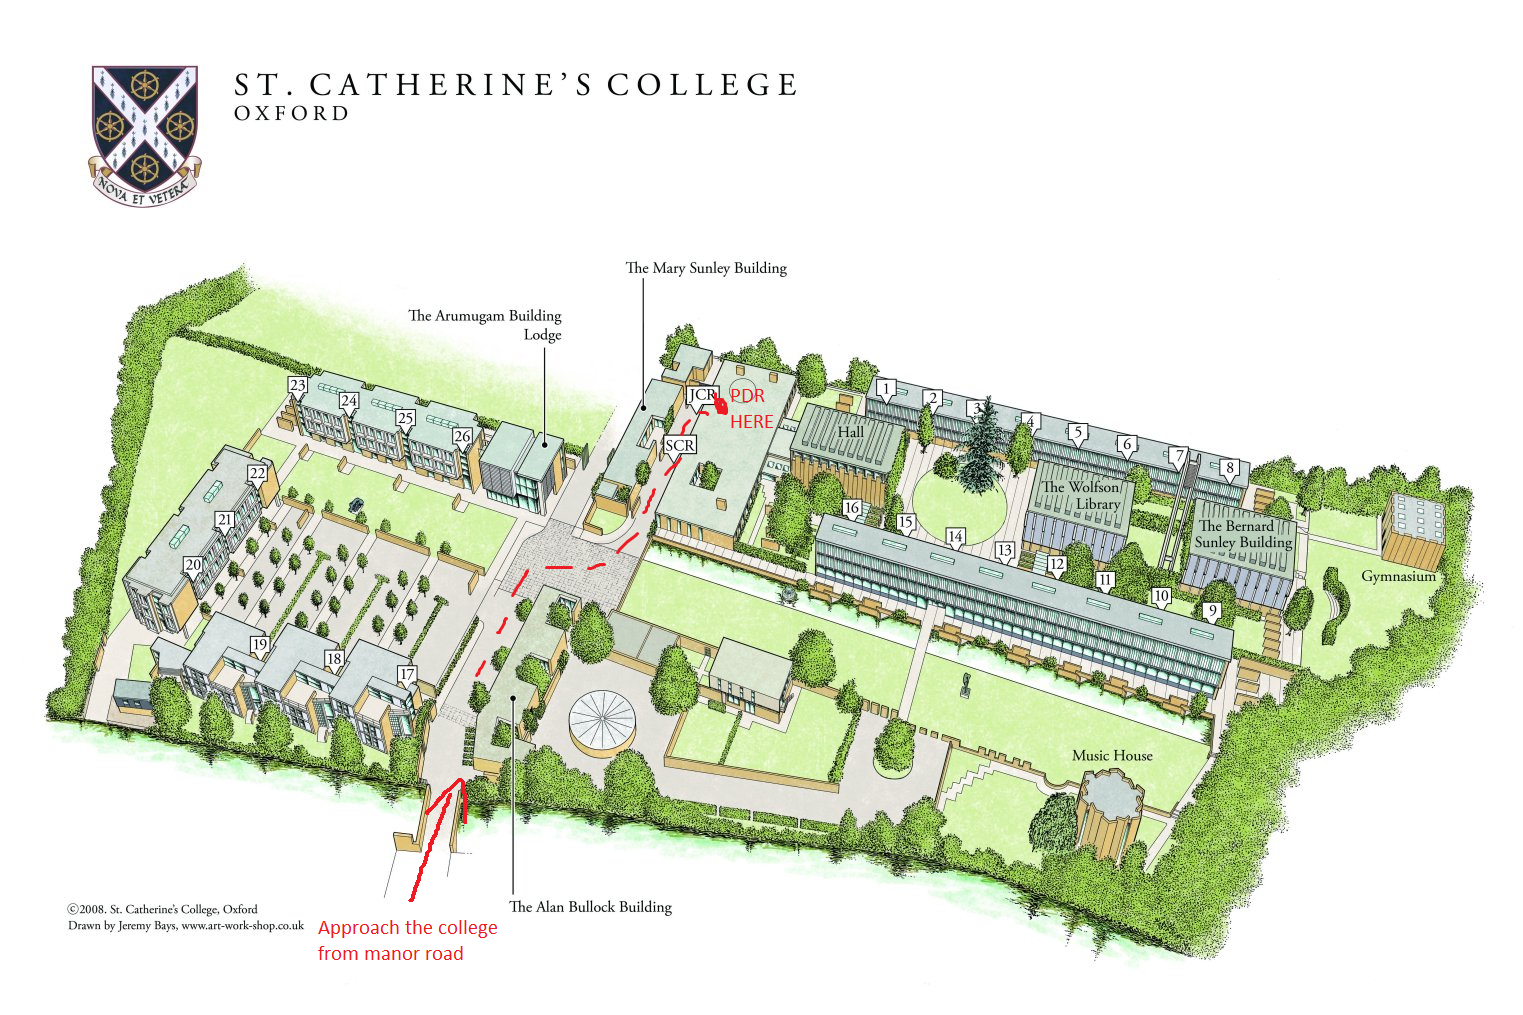 ST. CATHERINE'S COLLEGE
OXFORD
NOVA ET VETERA
The Mary Sunley Building
The Arumugam Building
Lodge
23
24
25
26
22
21
20
19
18
17
JCR
PDR
HERE
SCR
Hall
1
2
3
4
5
6
7
8
The Wolfson
Library
The Bernard
Sunley Building
Gymnasium
16
15
14
13
12
11
10
9
Music House
The Alan Bullock Building
©2008. St. Catherine's College, Oxford
Drawn by Jeremy Bays, www.art-work-shop.co.uk
Approach the college
from manor road